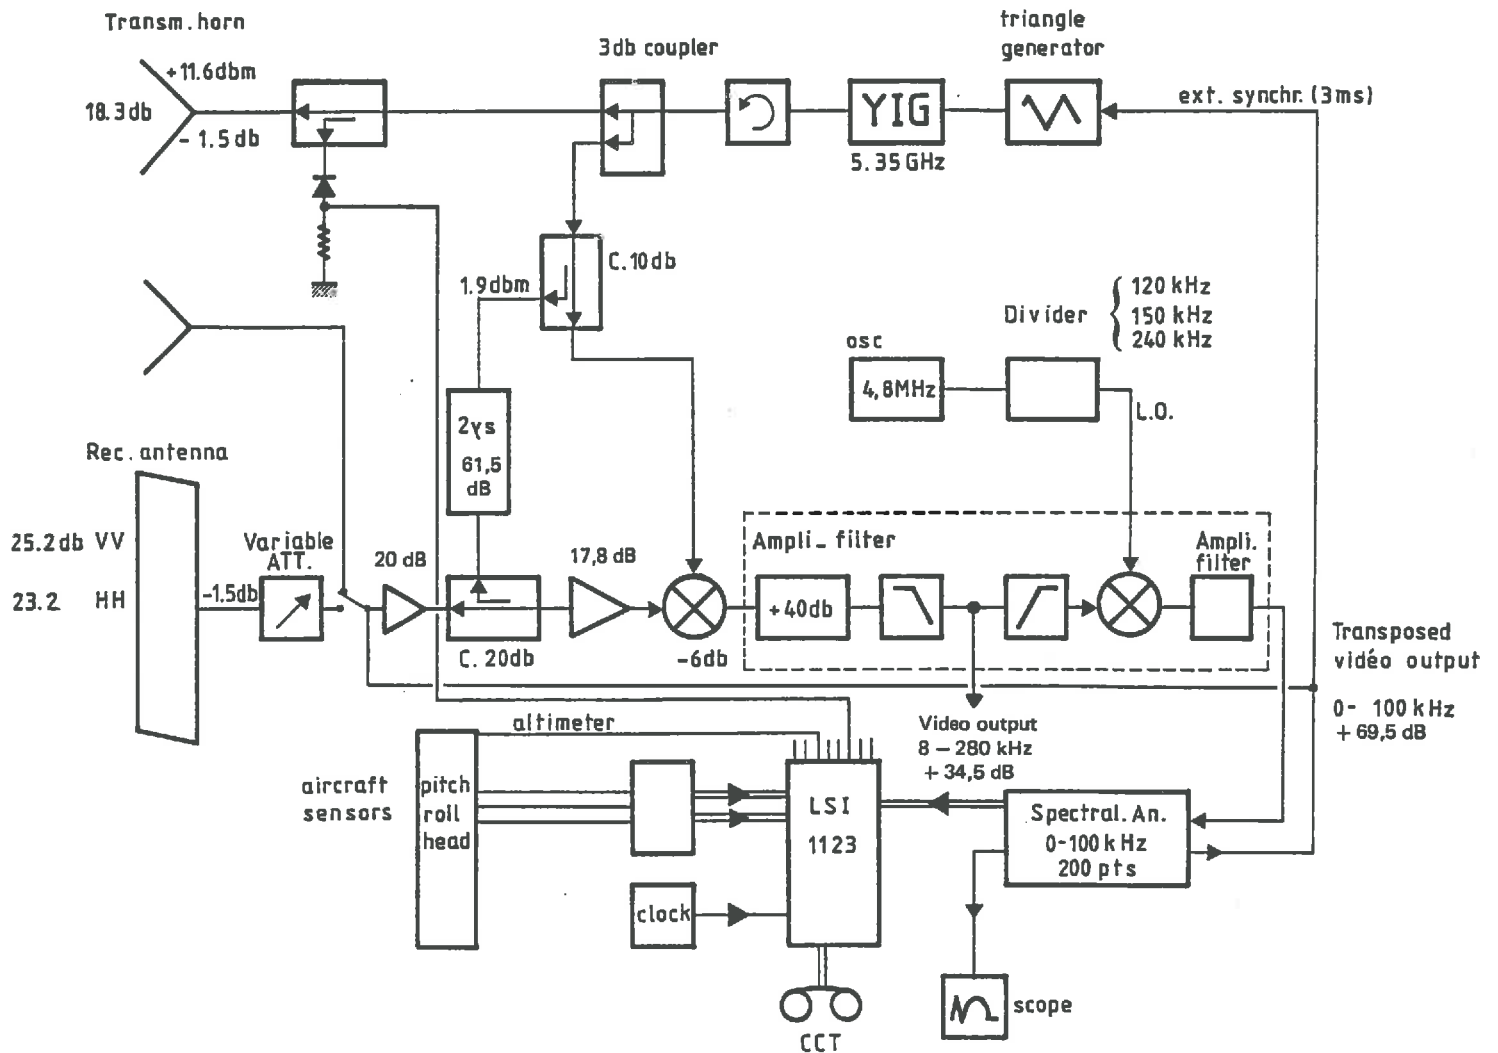 Transm. horn
+11.6dbm
18.3db
- 1.5db
3db coupler
triangle
generator
ext. synchr. (3ms)
YIG
5.35GHz
C.10db
1.9dbm
Divider
120 kHz
150 kHz
240 kHz
osc
4,8MHz
L.O.
2γs
61,5
dB
Rec. antenna
25.2db VV
23.2 HH
-1.5db
Variable
ATT.
20 dB
C. 20db
17,8 dB
-6db
Ampli_filter
+40db
Ampli.
filter
Transposed
vidéo output
0- 100 kHz
+ 69,5 dB
Video output
8 – 280 kHz
+ 34,5 dB
altimeter
aircraft
sensors
pitch
roll
head
LSI
1123
clock
Spectral. An.
0-100 kHz
200 pts
scope
CCT